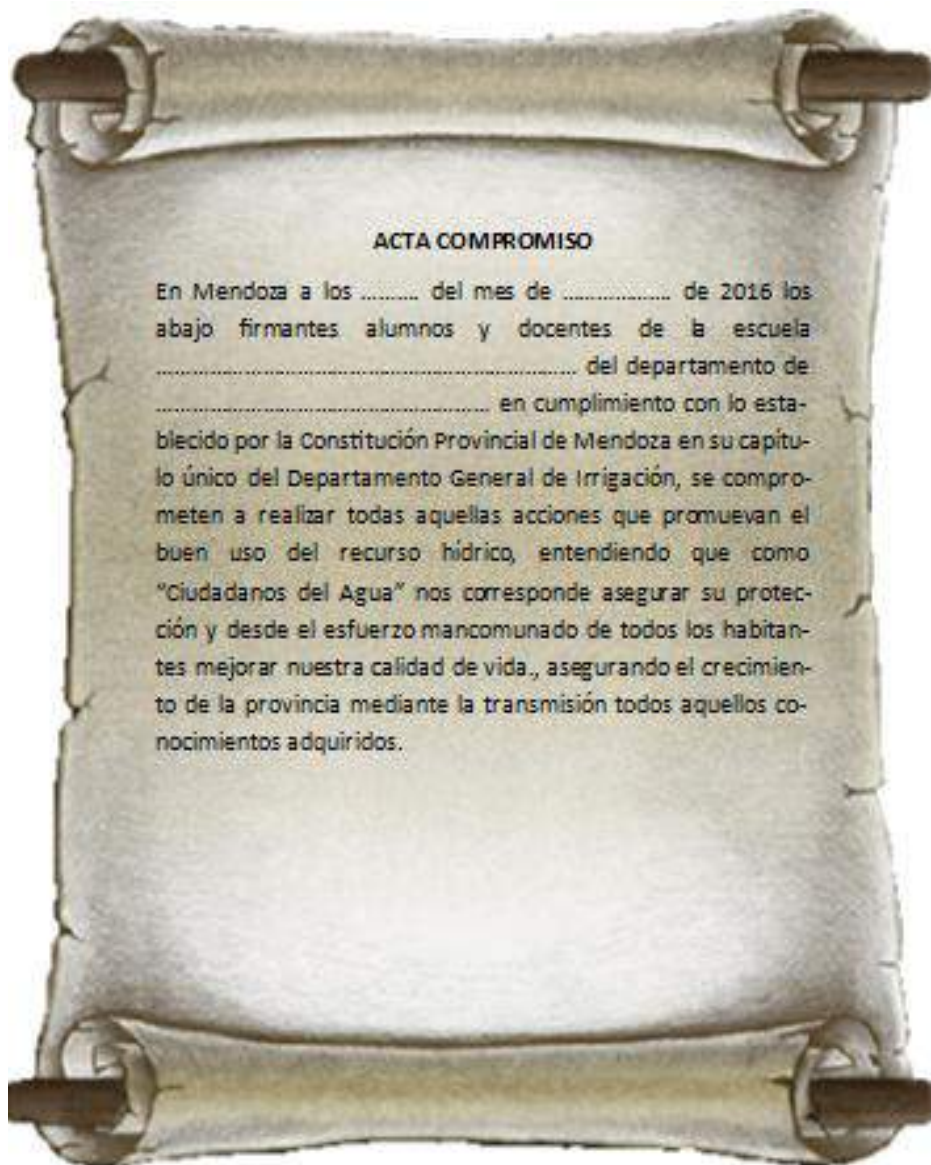 ACTA COMPROMISO
En Mendoza a los ......... del mes de ................. de 2016 los
abajo firmantes alumnos y docentes de la escuela
.................................................................... del departamento de
...................................................... en cumplimiento con lo esta-
blecido por la Constitución Provincial de Mendoza en su capítu-
lo único del Departamento General de Irrigación, se compro-
meten a realizar todas aquellas acciones que promuevan el
buen uso del recurso hídrico, entendiendo que como
"Ciudadanos del Agua" nos corresponde asegurar su protec-
ción y desde el esfuerzo mancomunado de todos los habitan-
tes mejorar nuestra calidad de vida., asegurando el crecimien-
to de la provincia mediante la transmisión todos aquellos co-
nocimientos adquiridos.